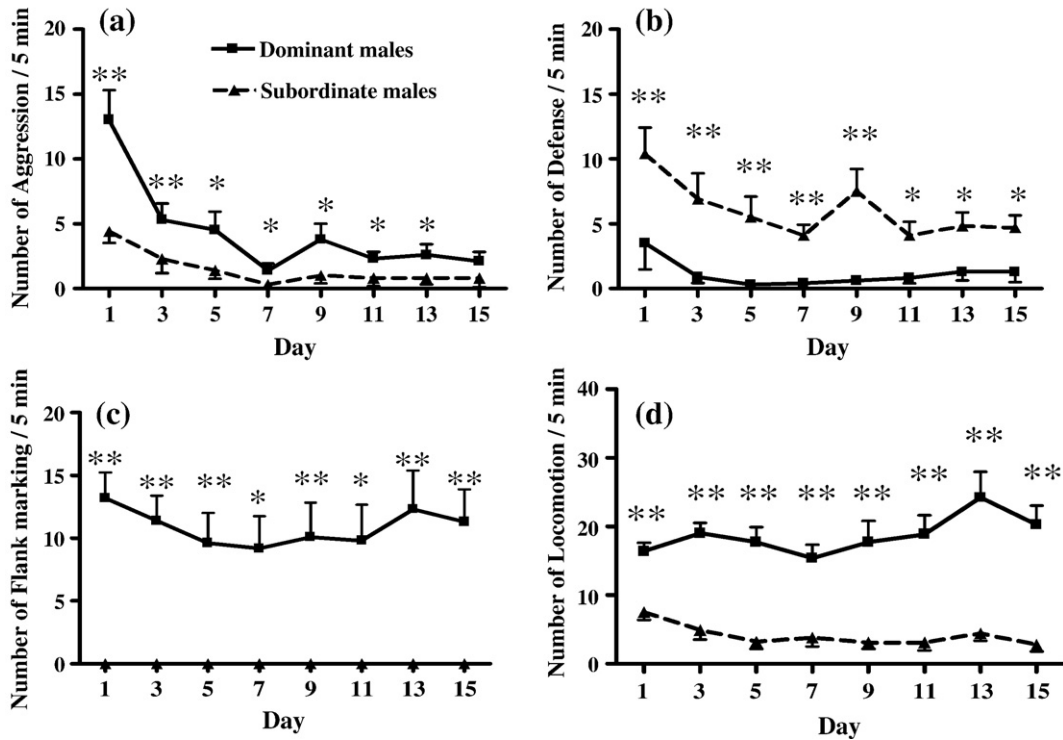 (a)
Number of Aggression / 5 min
20
15
10
5
0
Dominant males
Subordinate males
** ** * * * * *
1 3 5 7 9 11 13 15
Day
(b)
Number of Defense / 5 min
20
15
10
5
0
** ** ** ** ** * * *
1 3 5 7 9 11 13 15
Day
(c)
Number of Flank marking / 5 min
20
15
10
5
0
** ** ** * ** * ** **
1 3 5 7 9 11 13 15
Day
(d)
Number of Locomotion / 5 min
40
30
20
10
0
** ** ** ** ** ** ** **
1 3 5 7 9 11 13 15
Day